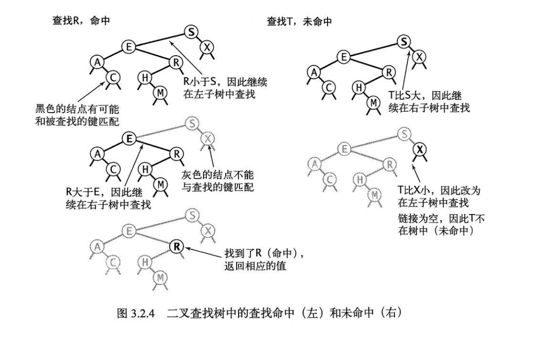 查找R，命中
S
E
X
A
R
C
H
M
R小于S，因此继续
在左子树中查找
黑色的结点有可能
和被查找的键匹配
S
E
X
A
R
C
H
M
灰色的结点不能
与查找的键匹配
R大于E，因此继
续在右子树中查找
S
E
X
A
R
C
H
M
找到了R（命中），
返回相应的值
查找T，未命中
S
E
X
A
R
C
H
M
T比S大，因此继
续在右子树中查找
S
E
X
A
R
C
H
M
T比X小，因此改为
在左子树中查找
链接为空，因此T不
在树中（未命中）
图 3.2.4 二叉查找树中的查找命中（左）和未命中（右）